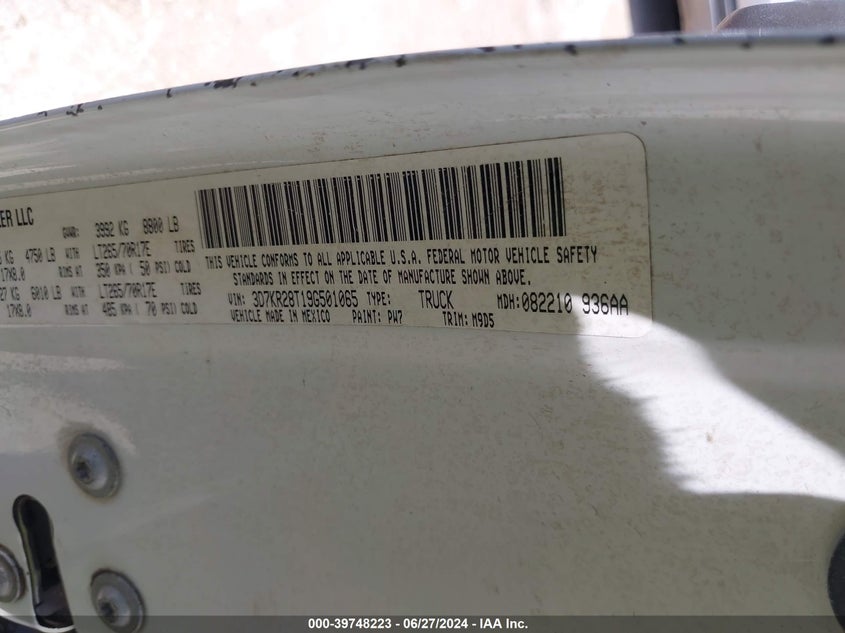 ER LLC
GVWR: 3992 KG 8800 LB
KG 4750 LB WITH LT265/70R17E TIRES
17X8.0 RIMS AT 350 KPA ( 50 PSI) COLD
27 KG 6010 LB WITH LT265/70R17E TIRES
17X8.0 RIMS AT 485 KPA ( 70 PSI) COLD
THIS VEHICLE CONFORMS TO ALL APPLICABLE U.S.A. FEDERAL MOTOR VEHICLE SAFETY
STANDARDS IN EFFECT ON THE DATE OF MANUFACTURE SHOWN ABOVE.
VIN: 3D7KR28T19G501065 TYPE: TRUCK MDH: 082210 936AA
VEHICLE MADE IN MEXICO PAINT: PW7 TRIM: M9D5
000-39748223 - 06/27/2024 - IAA Inc.